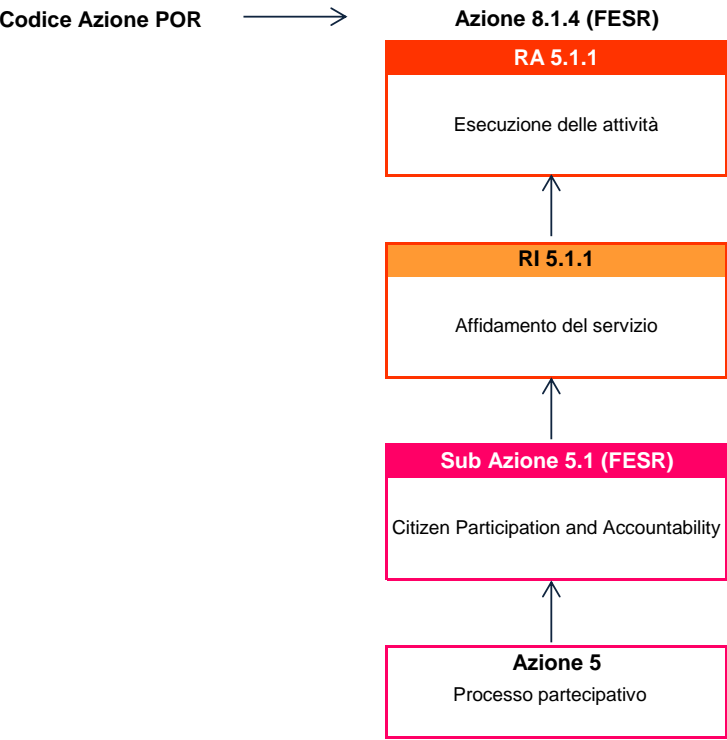 Codice Azione POR
Azione 8.1.4 (FESR)
RA 5.1.1
Esecuzione delle attività
RI 5.1.1
Affidamento del servizio
Sub Azione 5.1 (FESR)
Citizen Participation and Accountability
Azione 5
Processo partecipativo